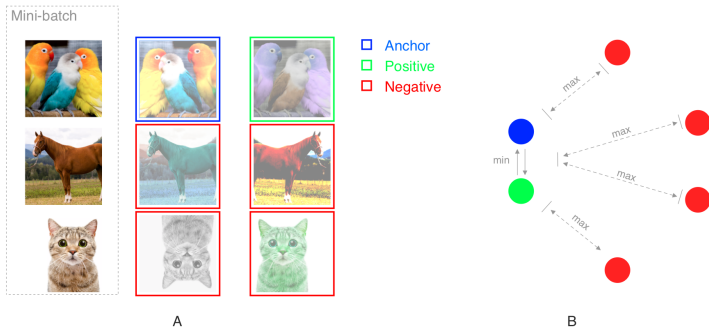 Mini-batch
Anchor
Positive
Negative
max
max
min
max
max
A
B